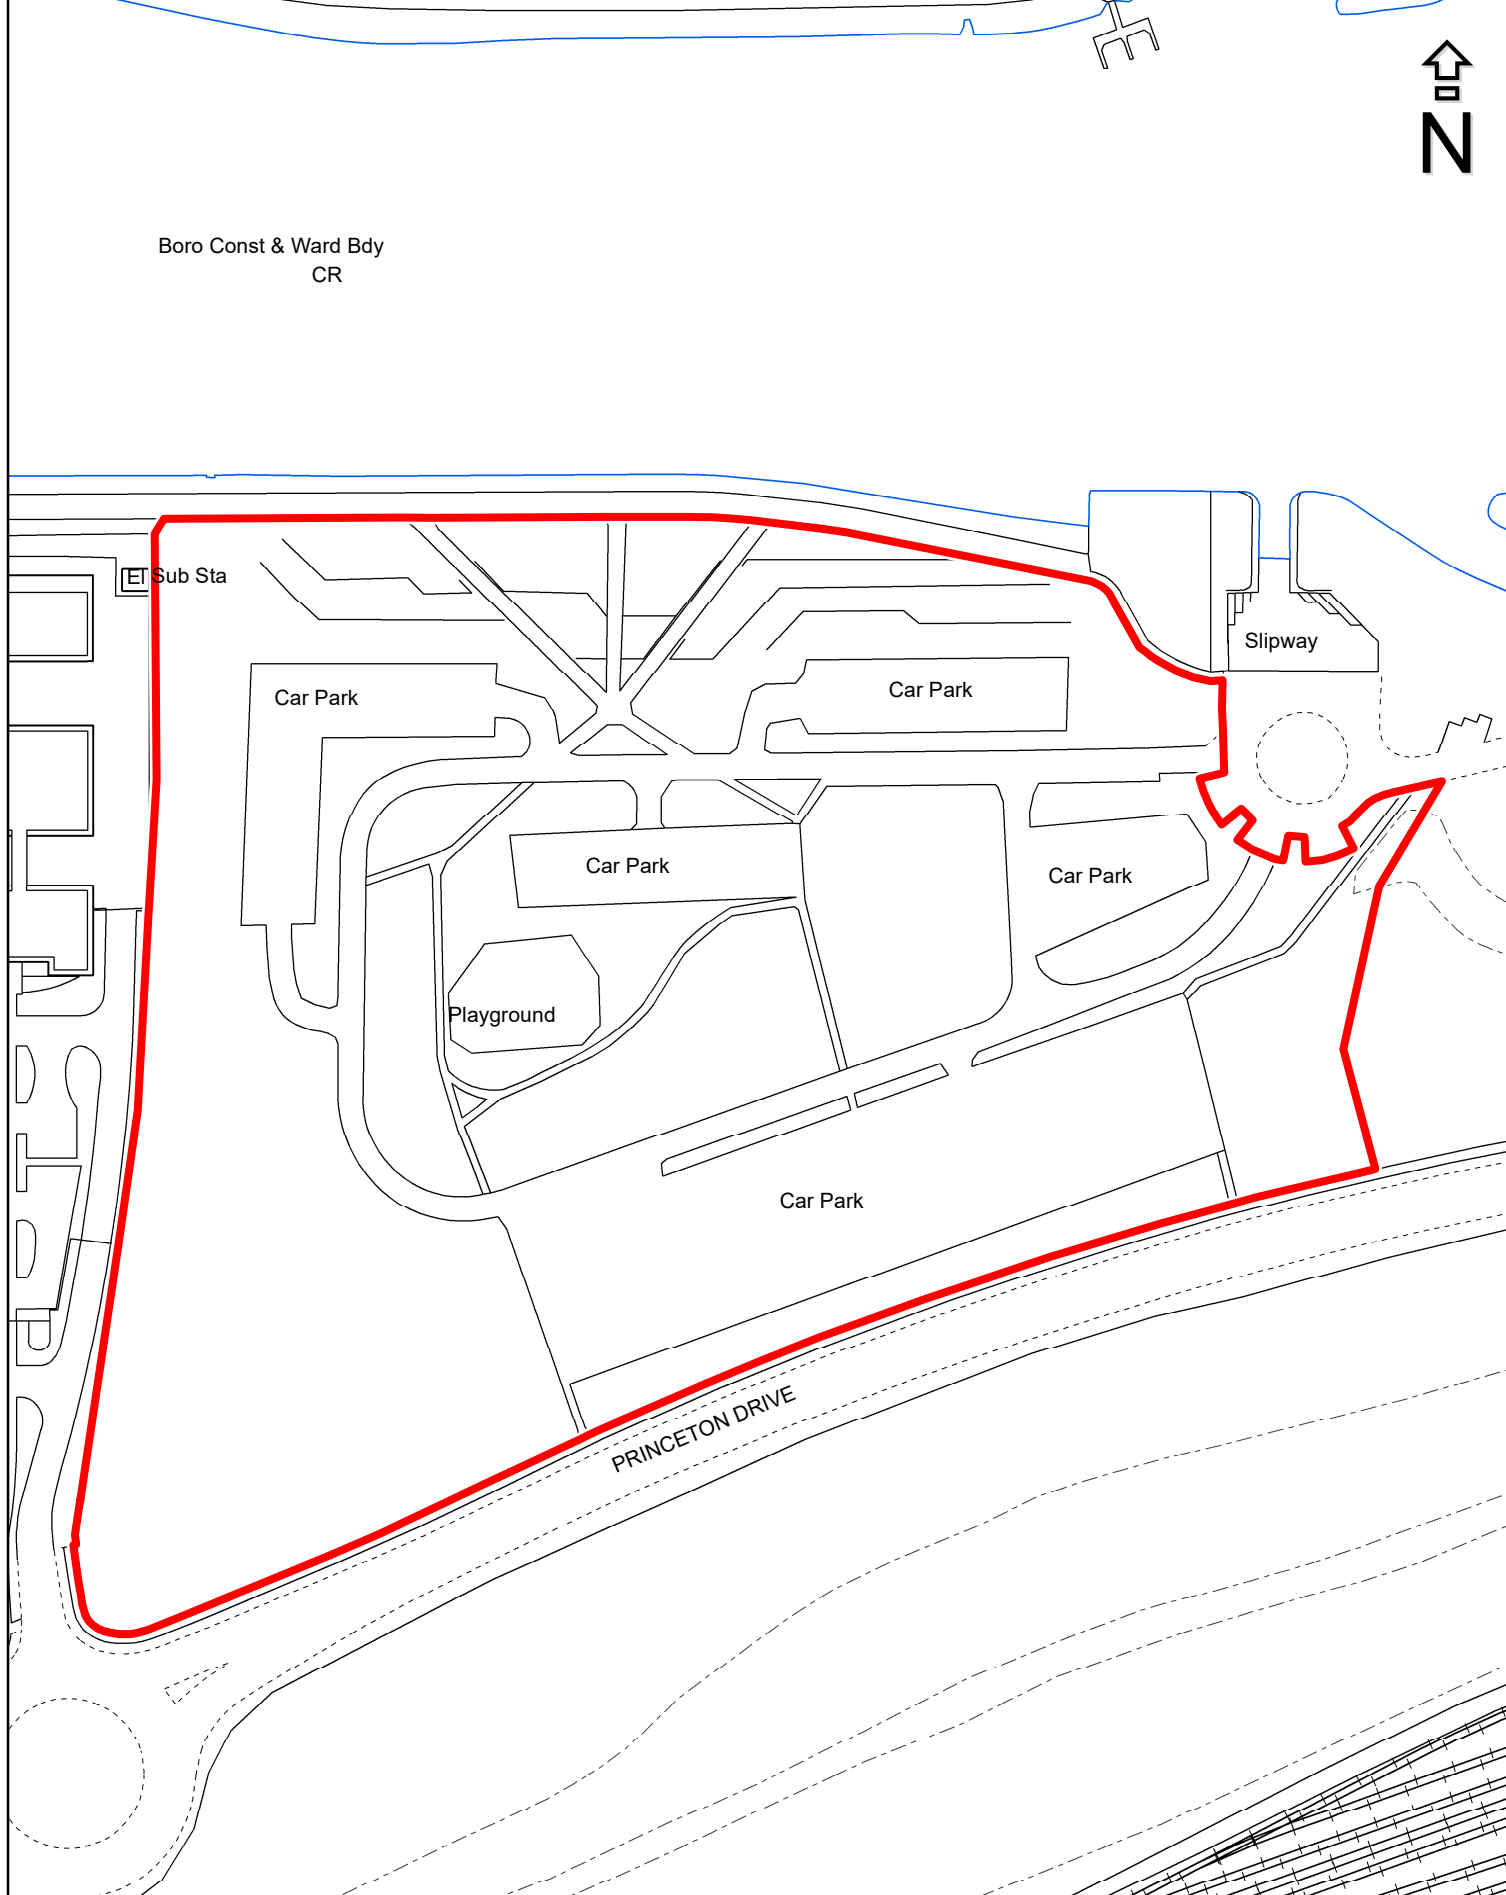 N
Boro Const & Ward Bdy
CR
El Sub Sta
Slipway
Car Park
Car Park
Car Park
Car Park
Playground
Car Park
PRINCETON DRIVE